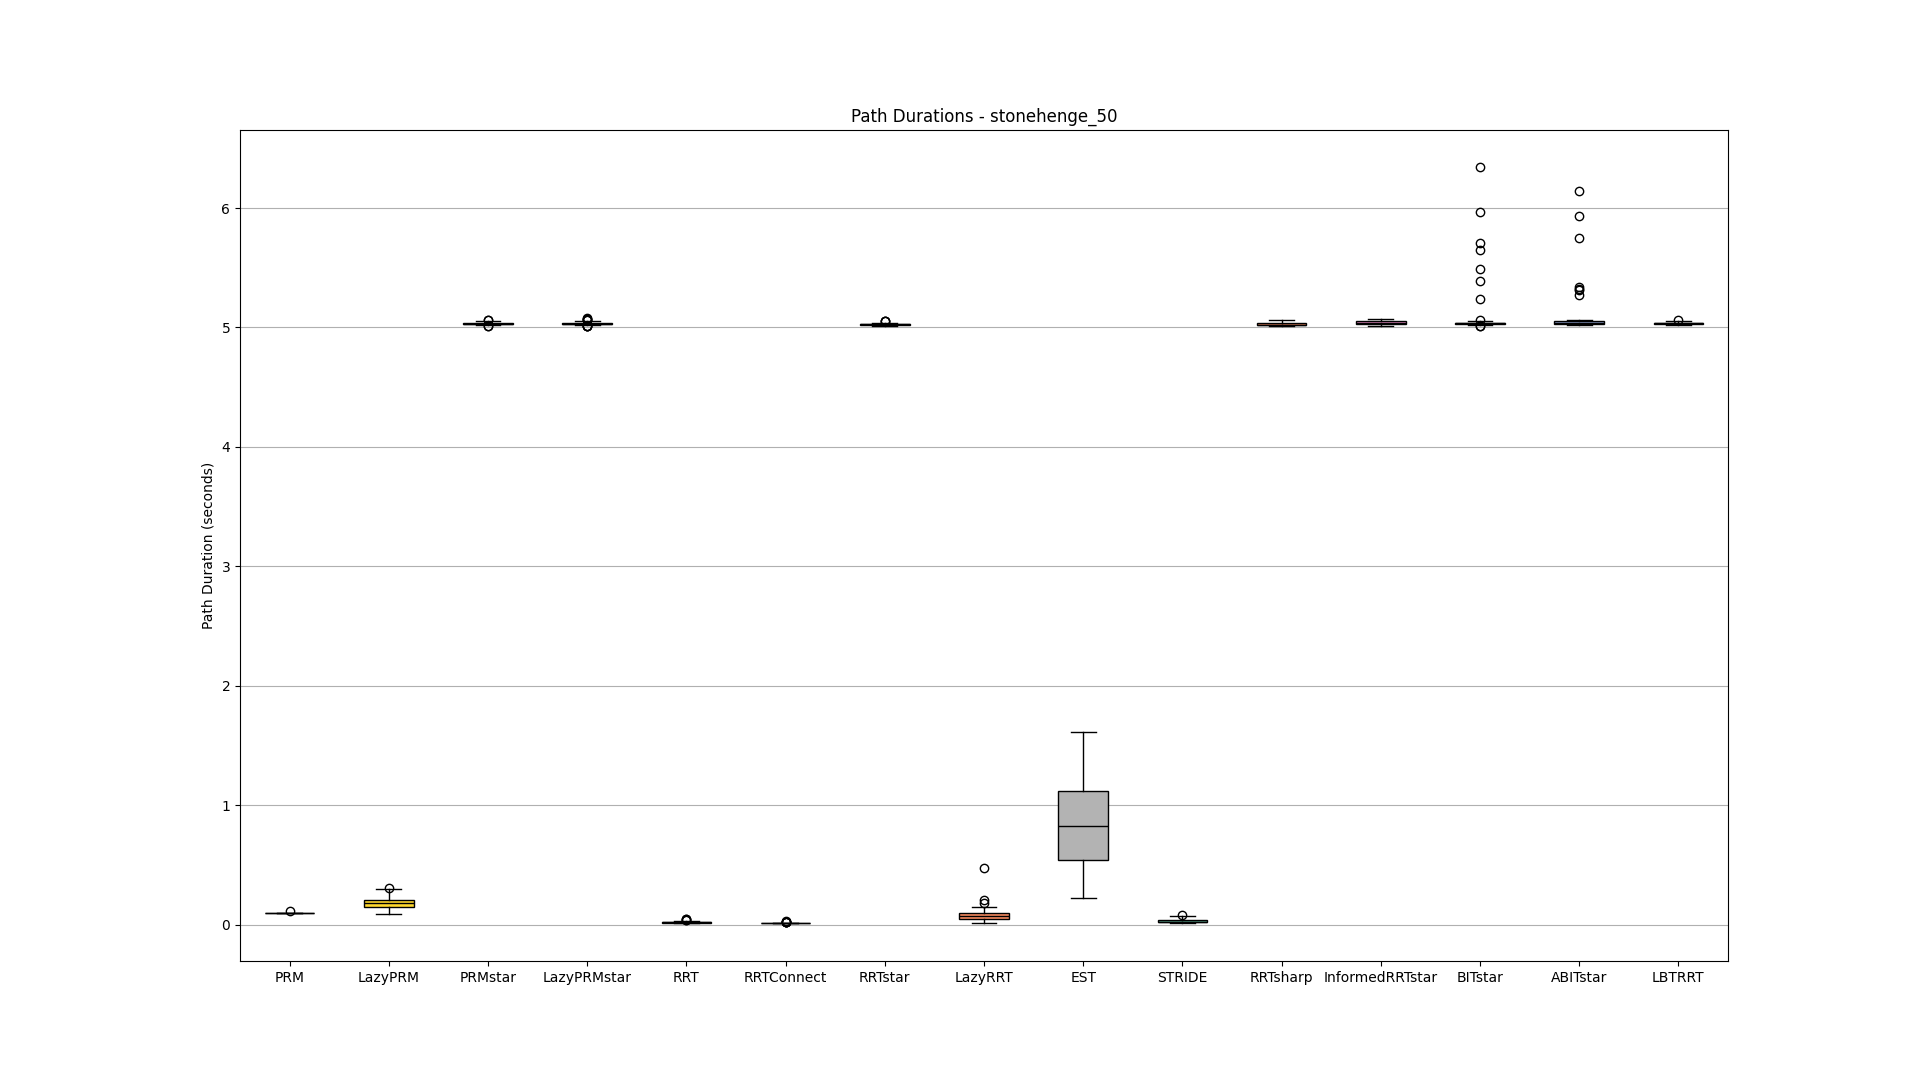 Path Durations - stonehenge_50
Path Duration (seconds)
6
5
4
3
2
1
0
PRM LazyPRM PRMstar LazyPRMstar RRT RRTConnect RRTstar LazyRRT EST STRIDE RRTsharp InformedRRTstar BITstar ABITstar LBTRRT